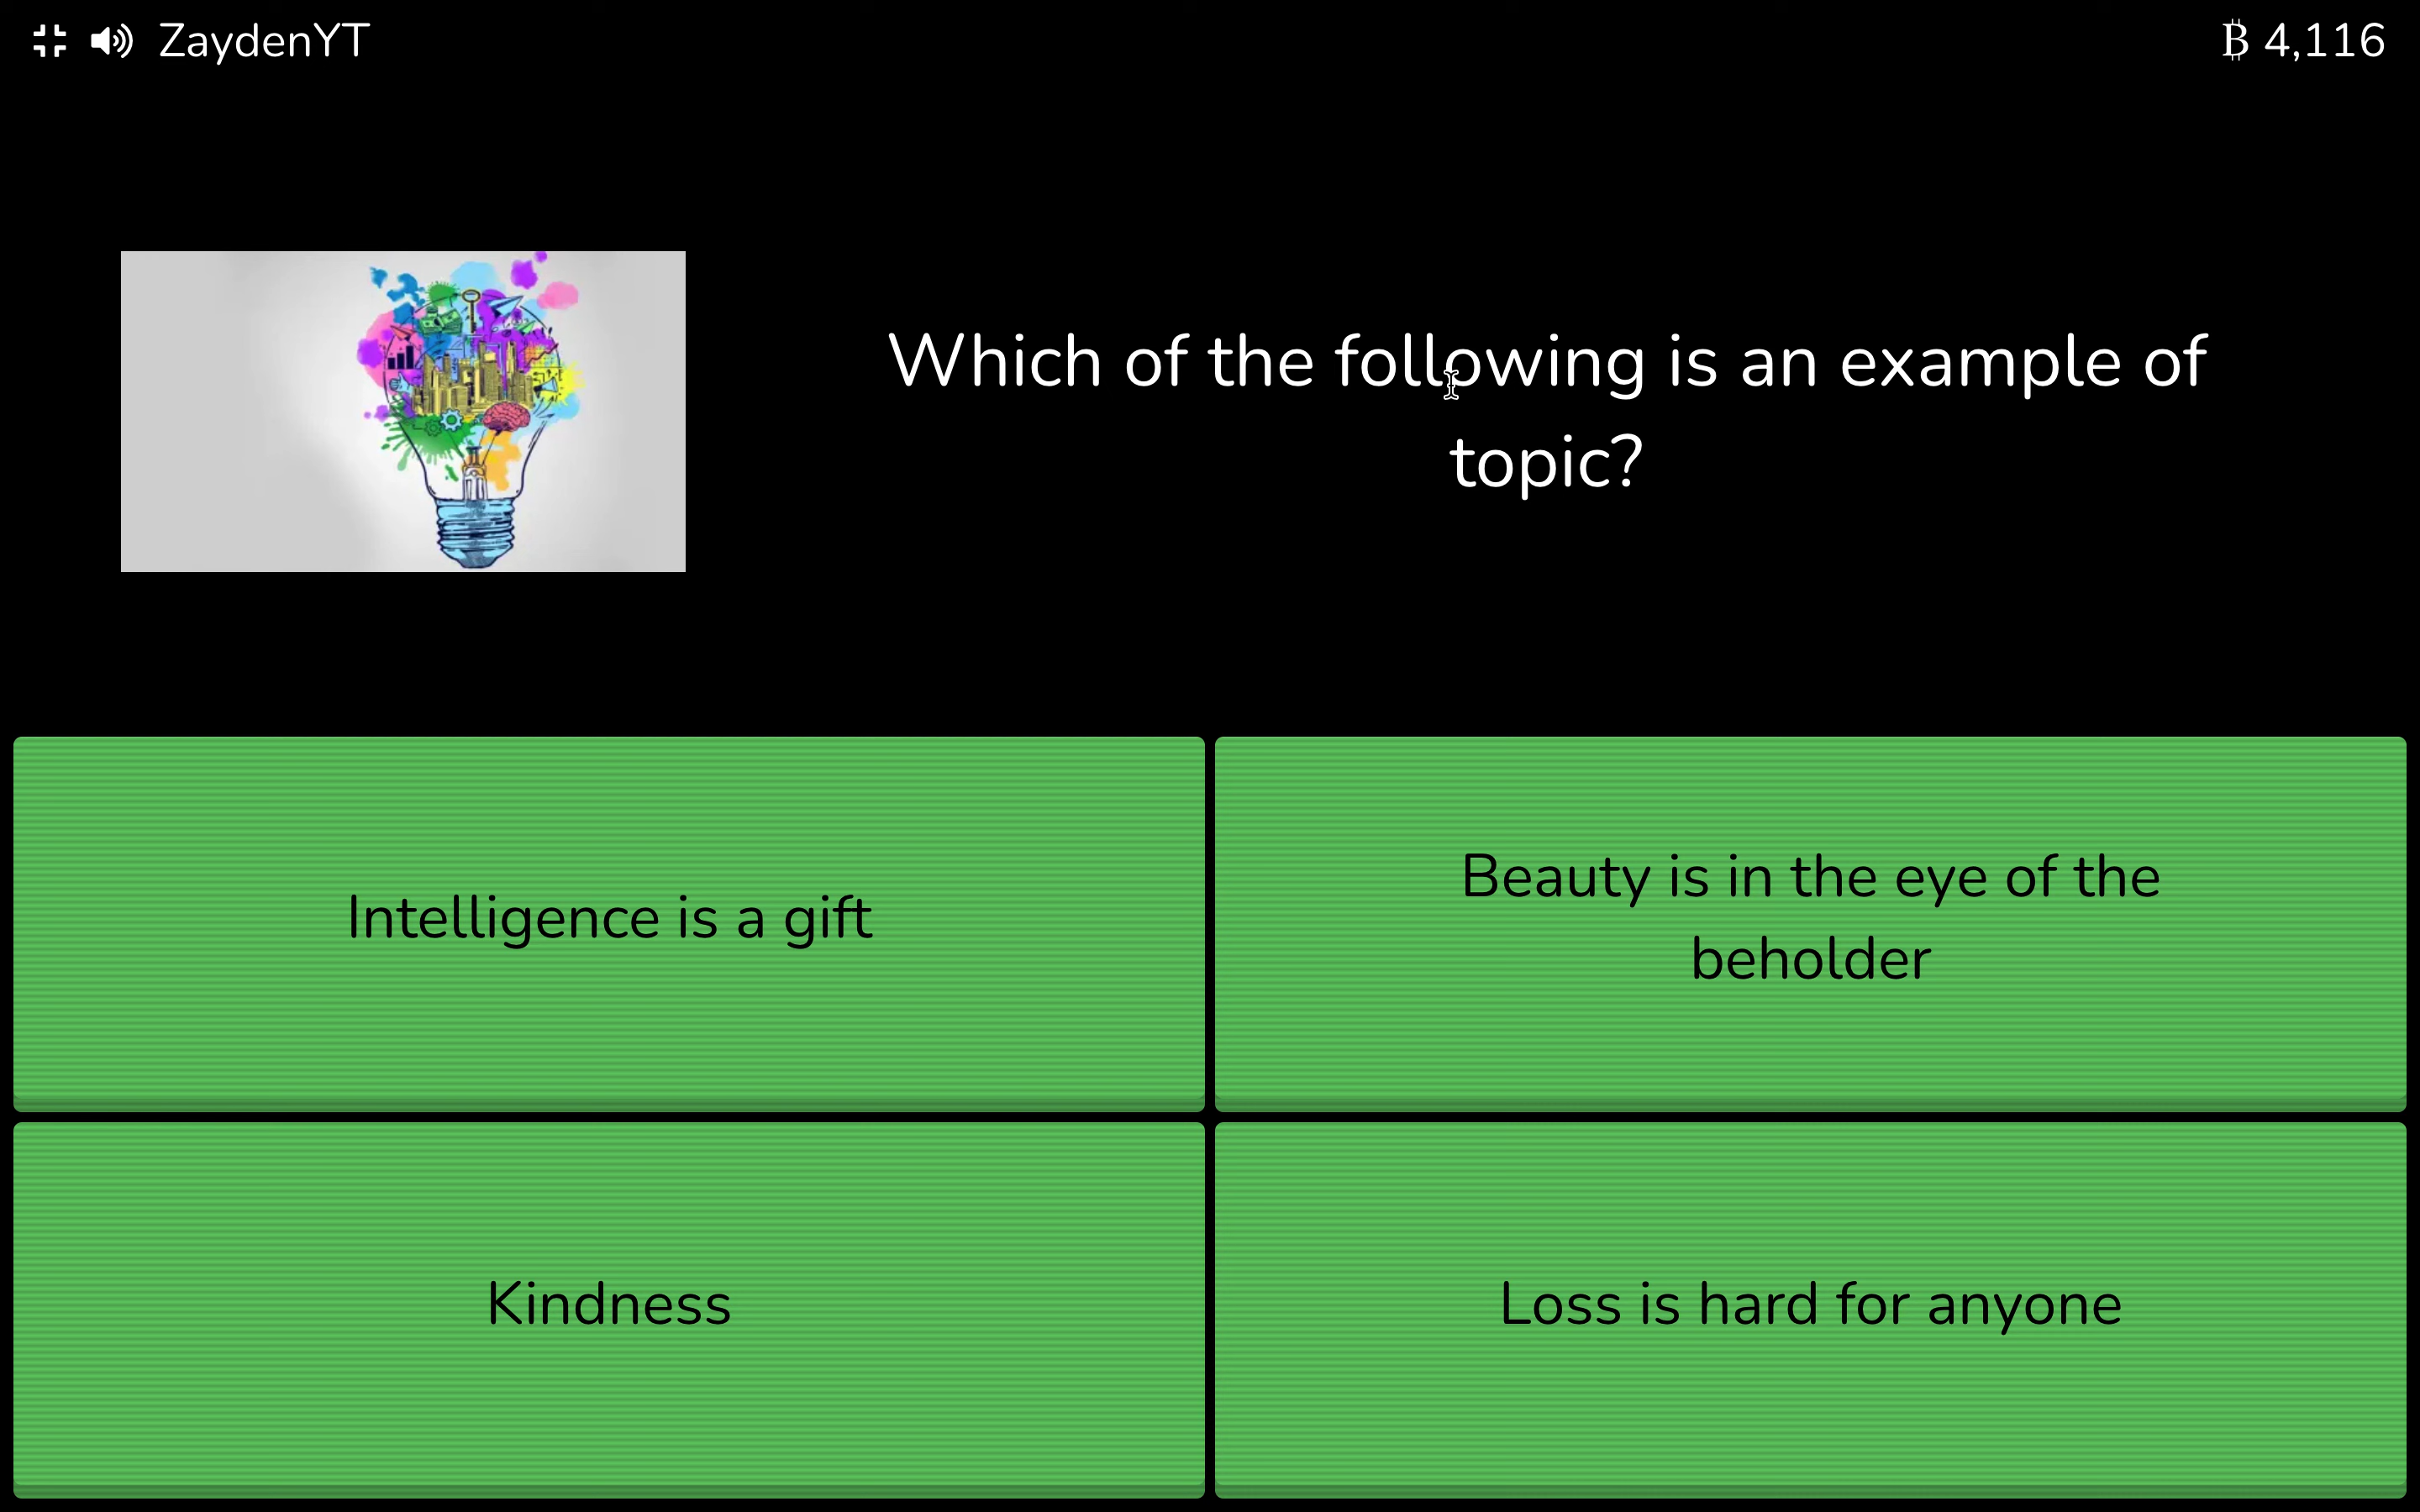 ZaydenYT
₿ 4,116
Which of the following is an example of
topic?
Intelligence is a gift
Beauty is in the eye of the
beholder
Kindness
Loss is hard for anyone